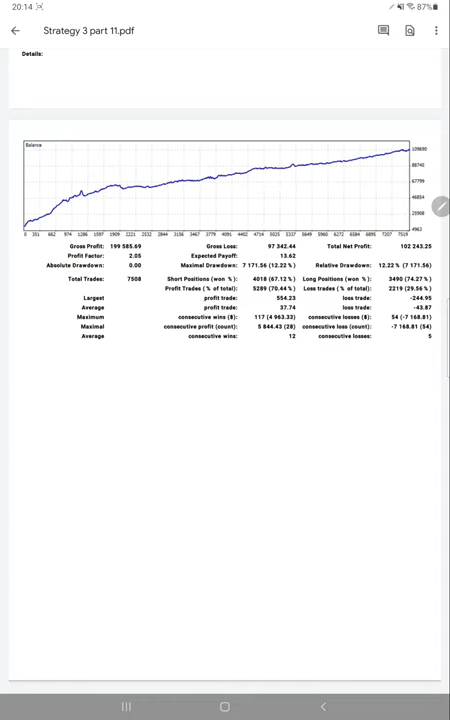 20:14 87%
Strategy 3 part 11.pdf
Details:
Balance
109690
88745
67799
46854
25908
4963
0 351 662 974 1286 1597 1909 2221 2532 2844 3156 3467 3779 4091 4402 4714 5025 5337 5649 5960 6272 6584 6895 7207 7519
Gross Profit: 199 585.69 Gross Loss: 97 342.44 Total Net Profit: 102 243.25
Profit Factor: 2.05 Expected Payoff: 13.62
Absolute Drawdown: 0.00 Maximal Drawdown: 7 171.56 (12.22%) Relative Drawdown: 12.22% (7 171.56)
Total Trades: 7508 Short Positions (won %): 4018 (67.12%) Long Positions (won %): 3490 (74.27%)
Profit Trades (% of total): 5289 (70.44%) Loss trades (% of total): 2219 (29.56%)
Largest profit trade: 554.23 loss trade: -244.95
Average profit trade: 37.74 loss trade: -43.87
Maximum consecutive wins ($): 117 (4 963.33) consecutive losses ($): 54 (-7 168.81)
Maximal consecutive profit (count): 5 844.43 (28) consecutive loss (count): -7 168.81 (54)
Average consecutive wins: 12 consecutive losses: 5